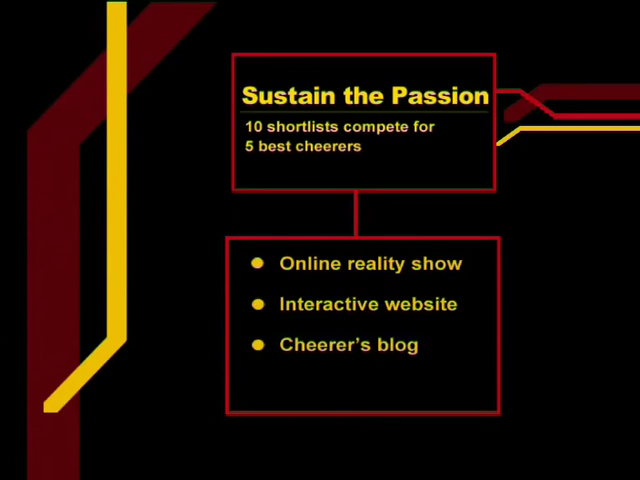 Sustain the Passion
10 shortlists compete for
5 best cheerers
Online reality show
Interactive website
Cheerer's blog